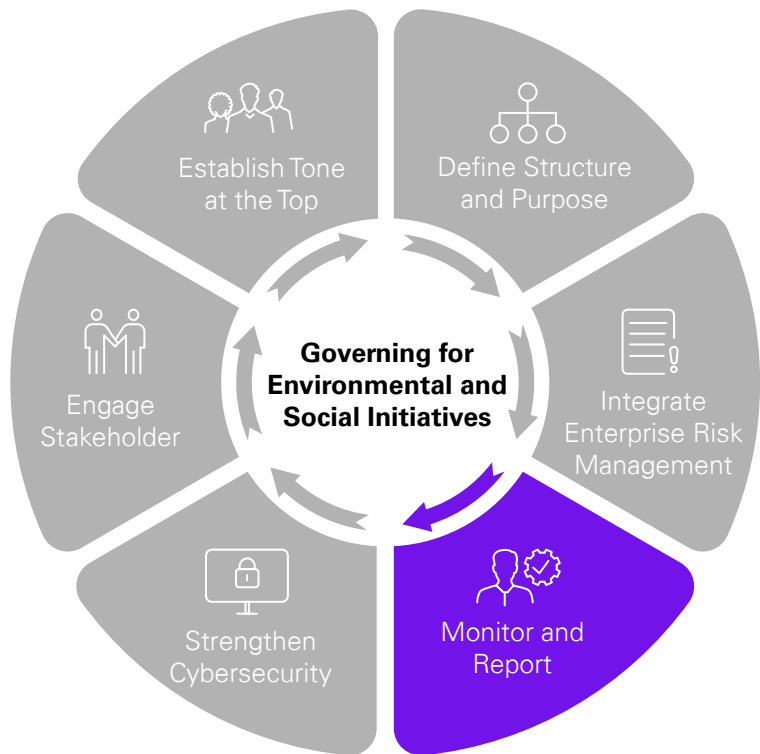 Establish Tone
at the Top
Define Structure
and Purpose
Integrate
Enterprise Risk
Management
Monitor and
Report
Strengthen
Cybersecurity
Engage
Stakeholder
Governing for
Environmental and
Social Initiatives